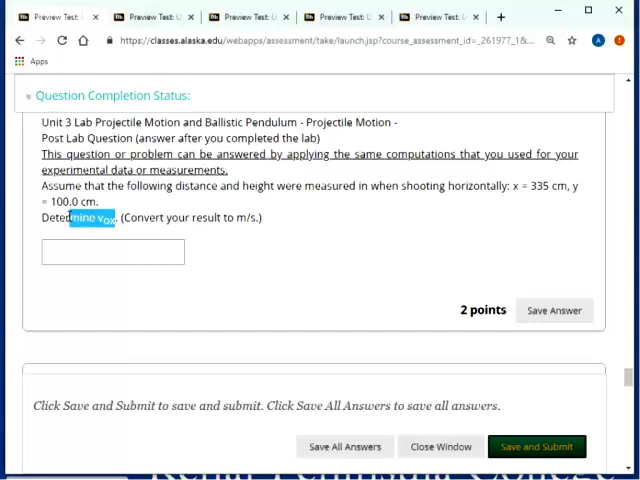 Preview Test:
Preview Test: U
Preview Test: U
Preview Test: U
Preview Test: U
https://classes.alaska.edu/webapps/assessment/take/launch.jsp?course_assessment_id=_261977_1&...
A
Apps
Question Completion Status:
Unit 3 Lab Projectile Motion and Ballistic Pendulum - Projectile Motion -
Post Lab Question (answer after you completed the lab)
This question or problem can be answered by applying the same computations that you used for your
experimental data or measurements.
Assume that the following distance and height were measured in when shooting horizontally: x = 335 cm, y
= 100.0 cm.
Determine vox. (Convert your result to m/s.)
2 points
Save Answer
Click Save and Submit to save and submit. Click Save All Answers to save all answers.
Save All Answers
Close Window
Save and Submit
Kenai Peninsula College